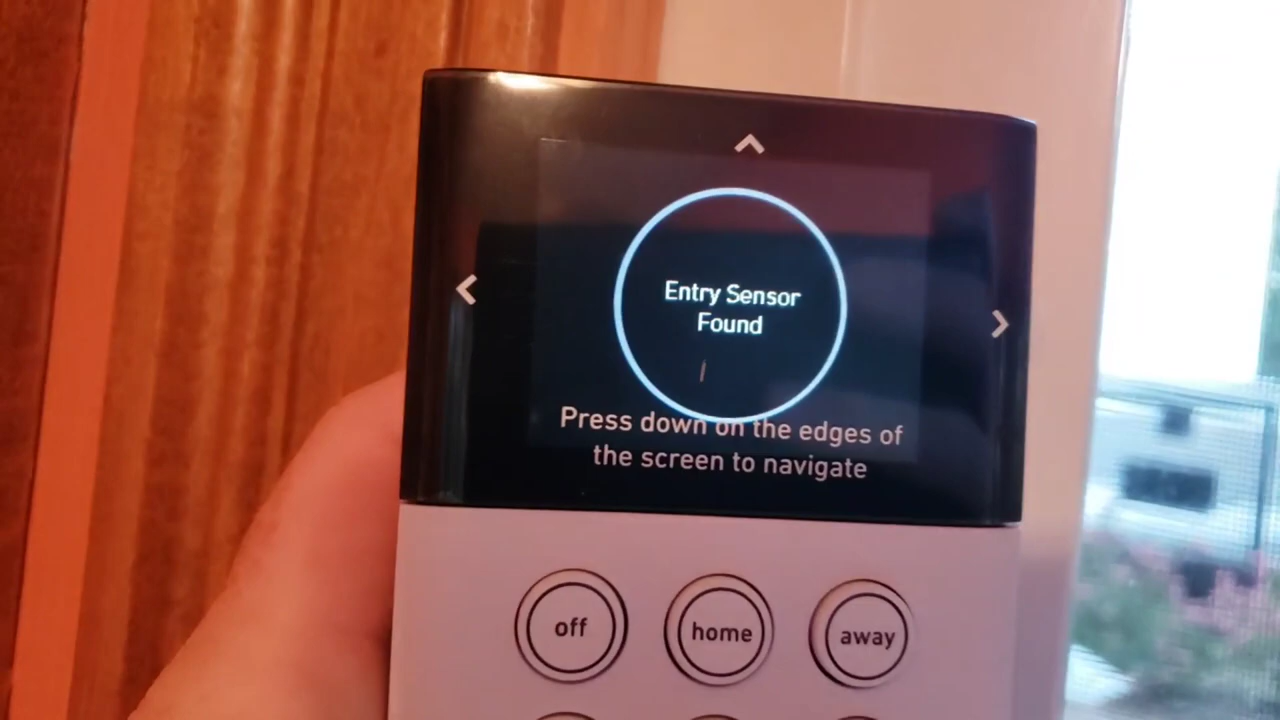 Entry Sensor
Found
Press down on the edges of
the screen to navigate
off
home
away